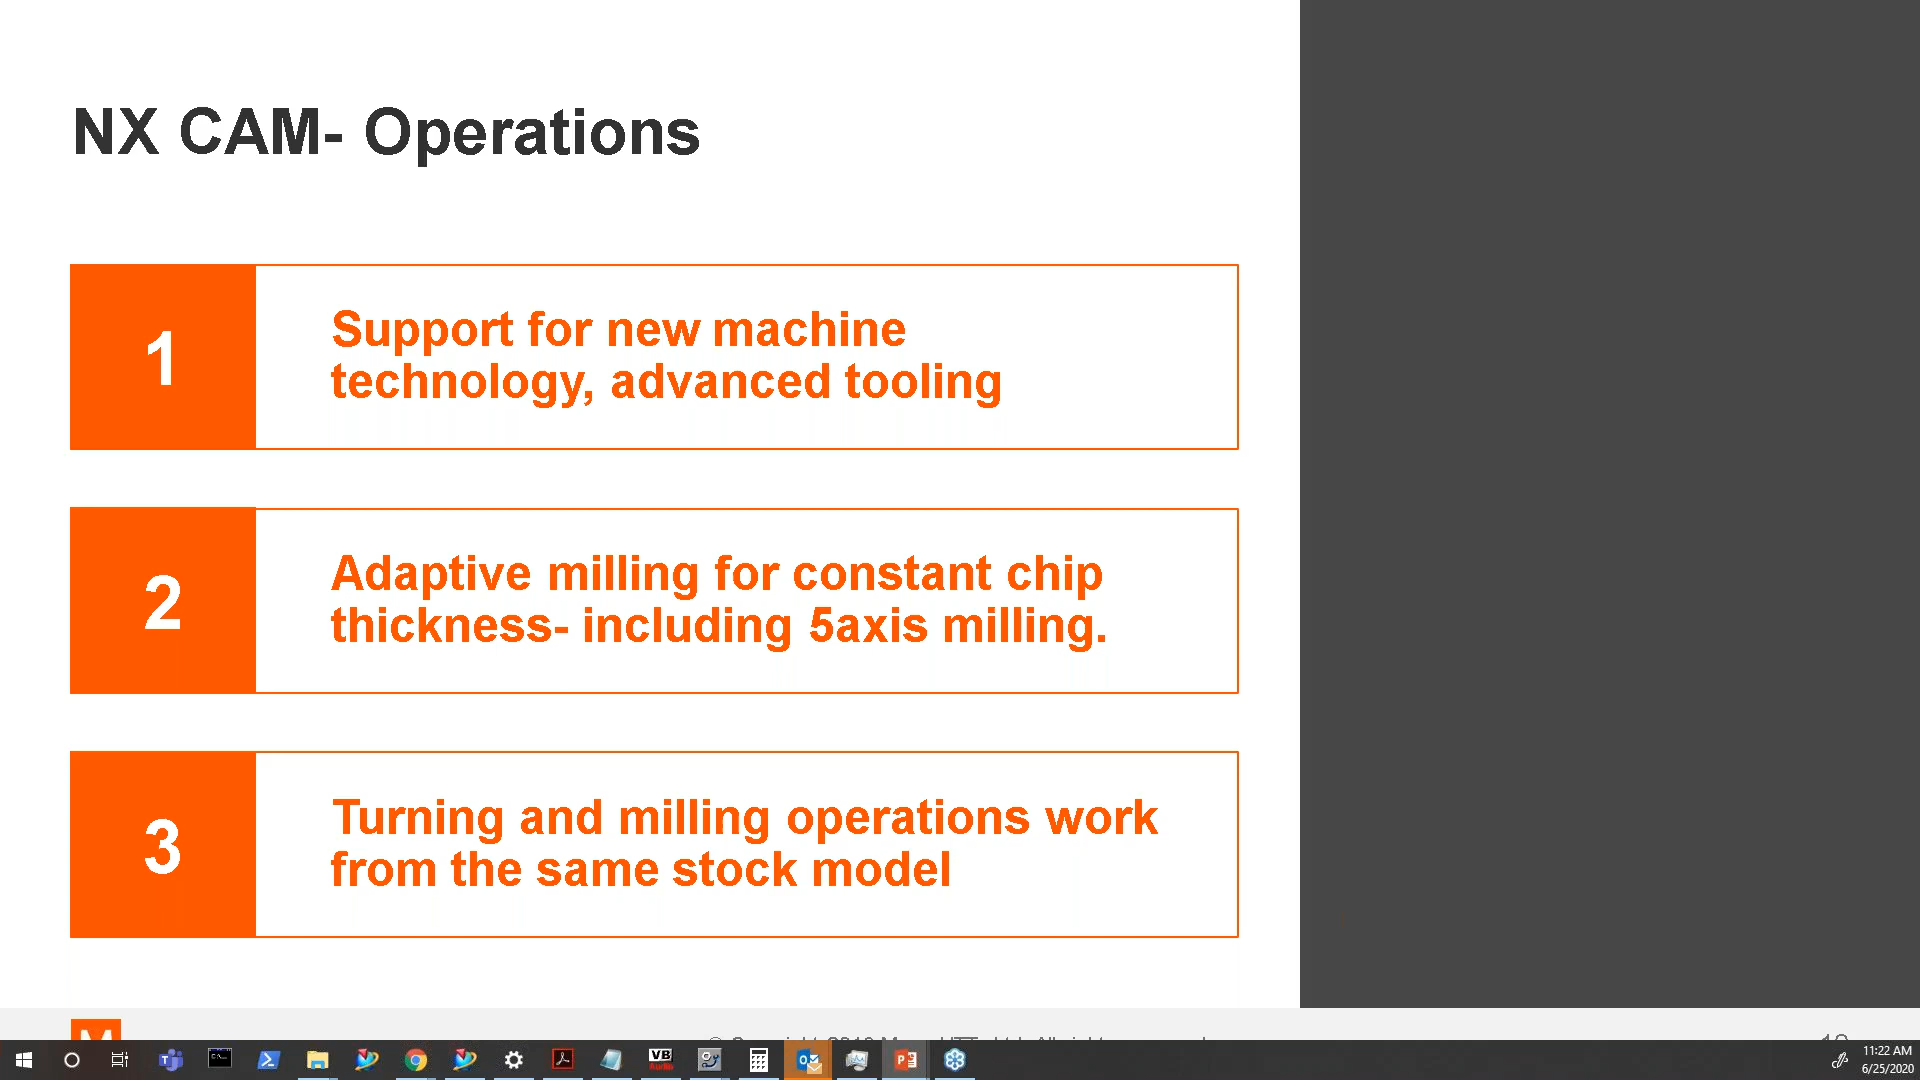 NX CAM- Operations
1
Support for new machine
technology, advanced tooling
2
Adaptive milling for constant chip
thickness- including 5axis milling.
3
Turning and milling operations work
from the same stock model
11:22 AM
6/25/2020